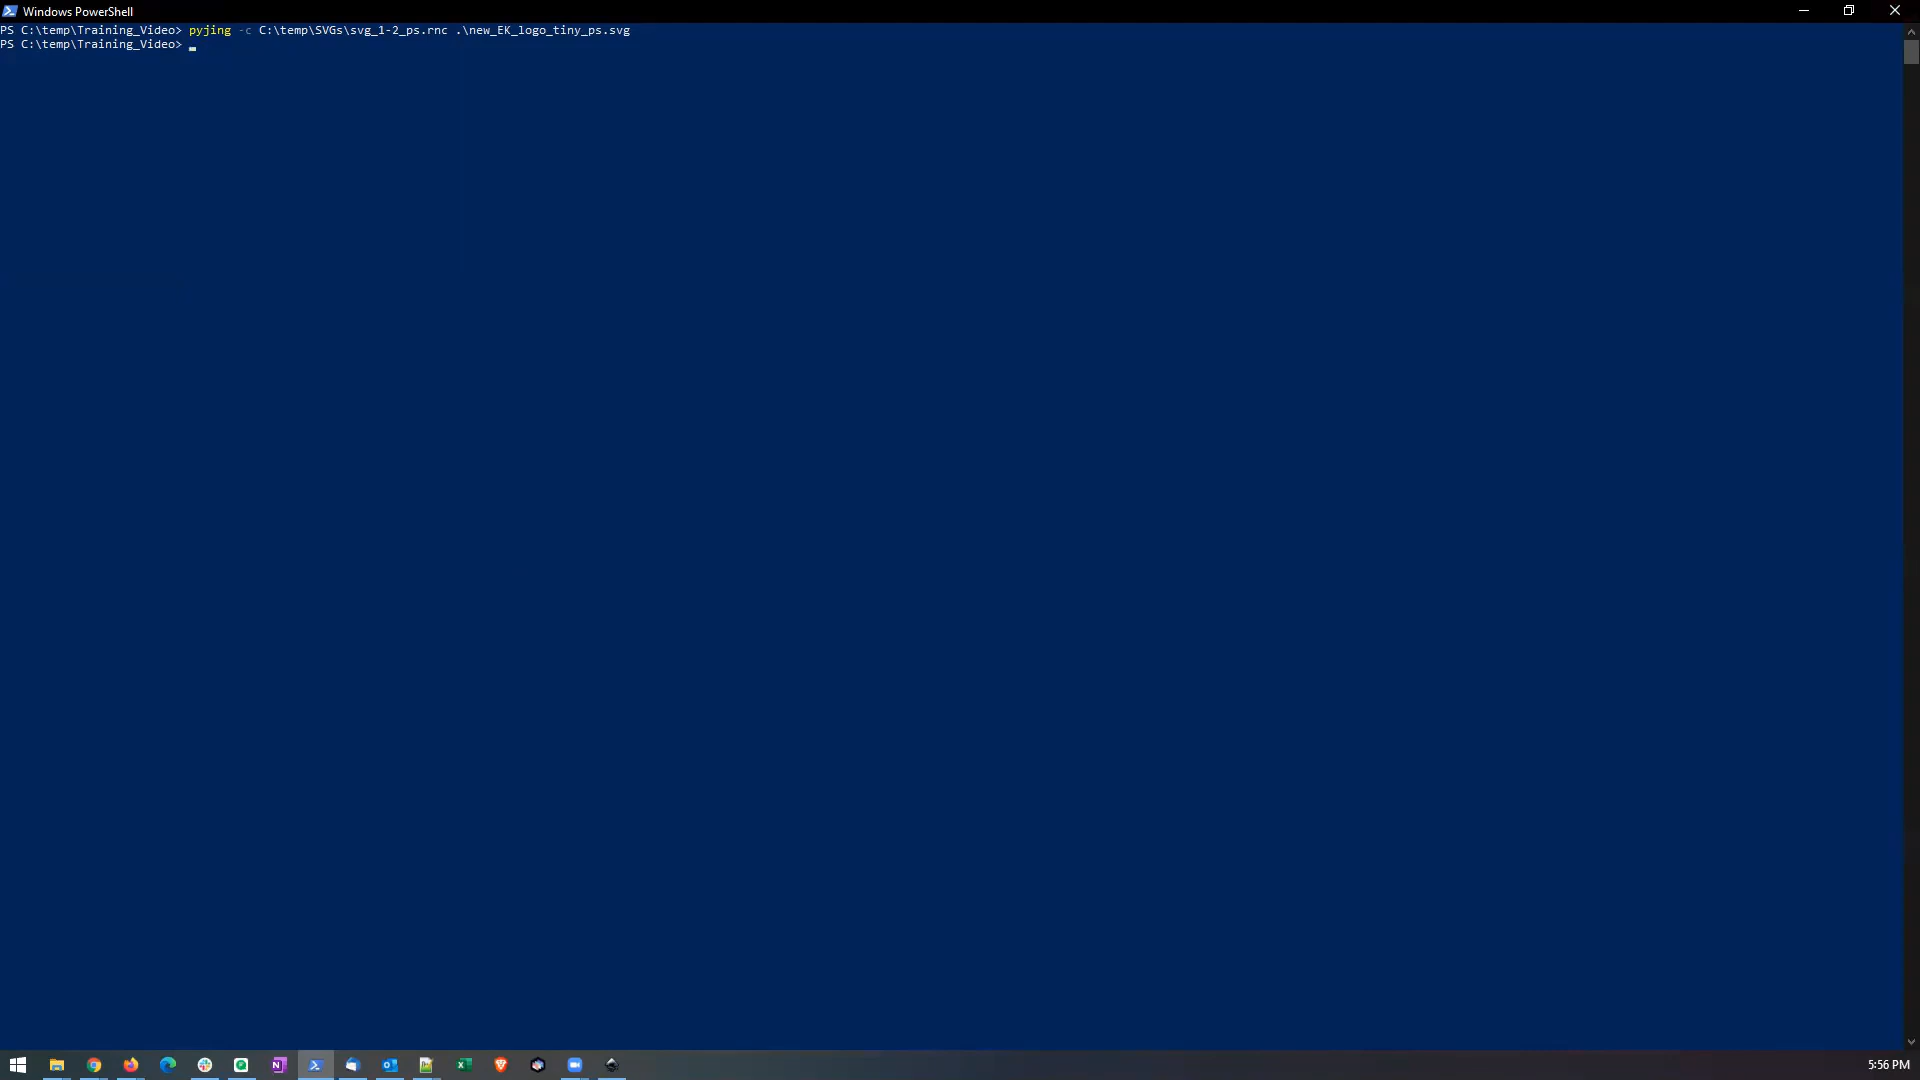 Windows PowerShell
PS C:\temp\Training_Video> pyjing -c C:\temp\SVGs\svg_1-2_ps.rnc .\new_EK_logo_tiny_ps.svg
PS C:\temp\Training_Video>
5:56 PM